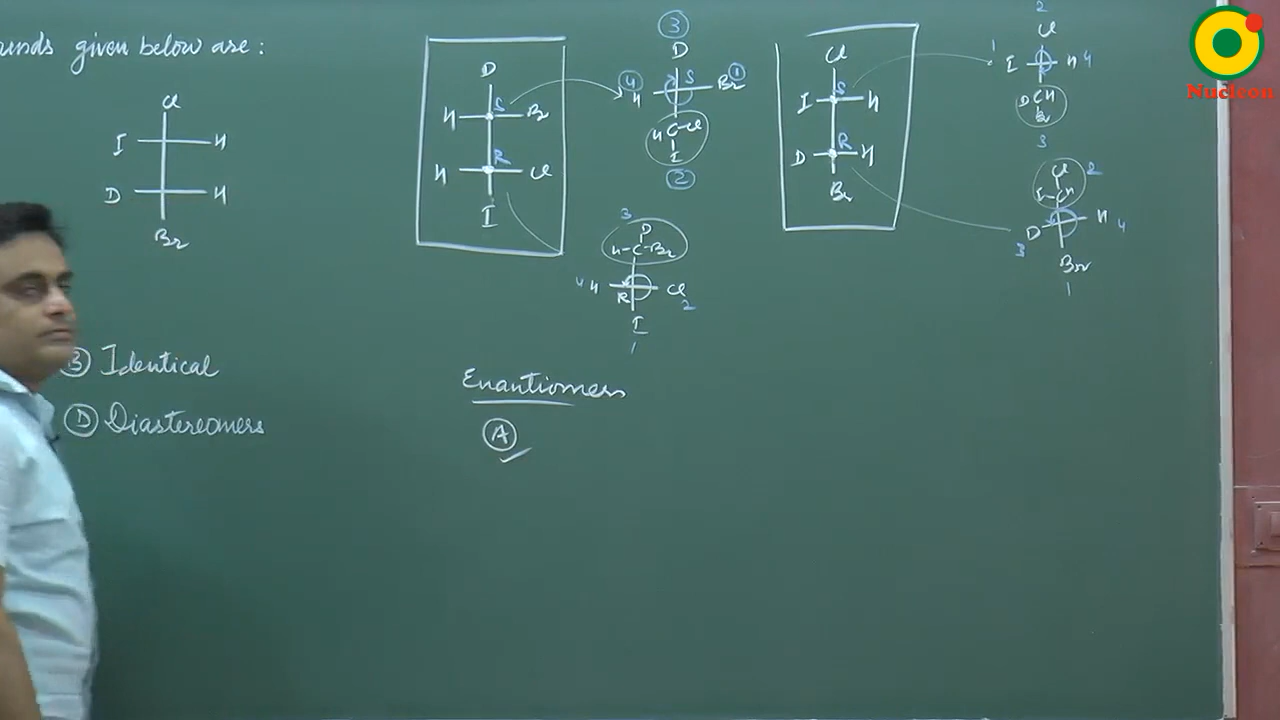 unds given below are :
Cl
I H
D H
Br
B Identical
D Diastereomers
D
S
H Br
R
H Cl
I
3
D
4 S 1
H Br
H C Cl
I
2
3
D
H - C - Br
4 H Cl
R 2
I
1
Enantiomers
A
Cl
S
I H
R
D H
Br
2
Cl
1 I H 4
D C H
Br
3
Cl 2
I - C H
D H 4
3
Br
1
Nucleon